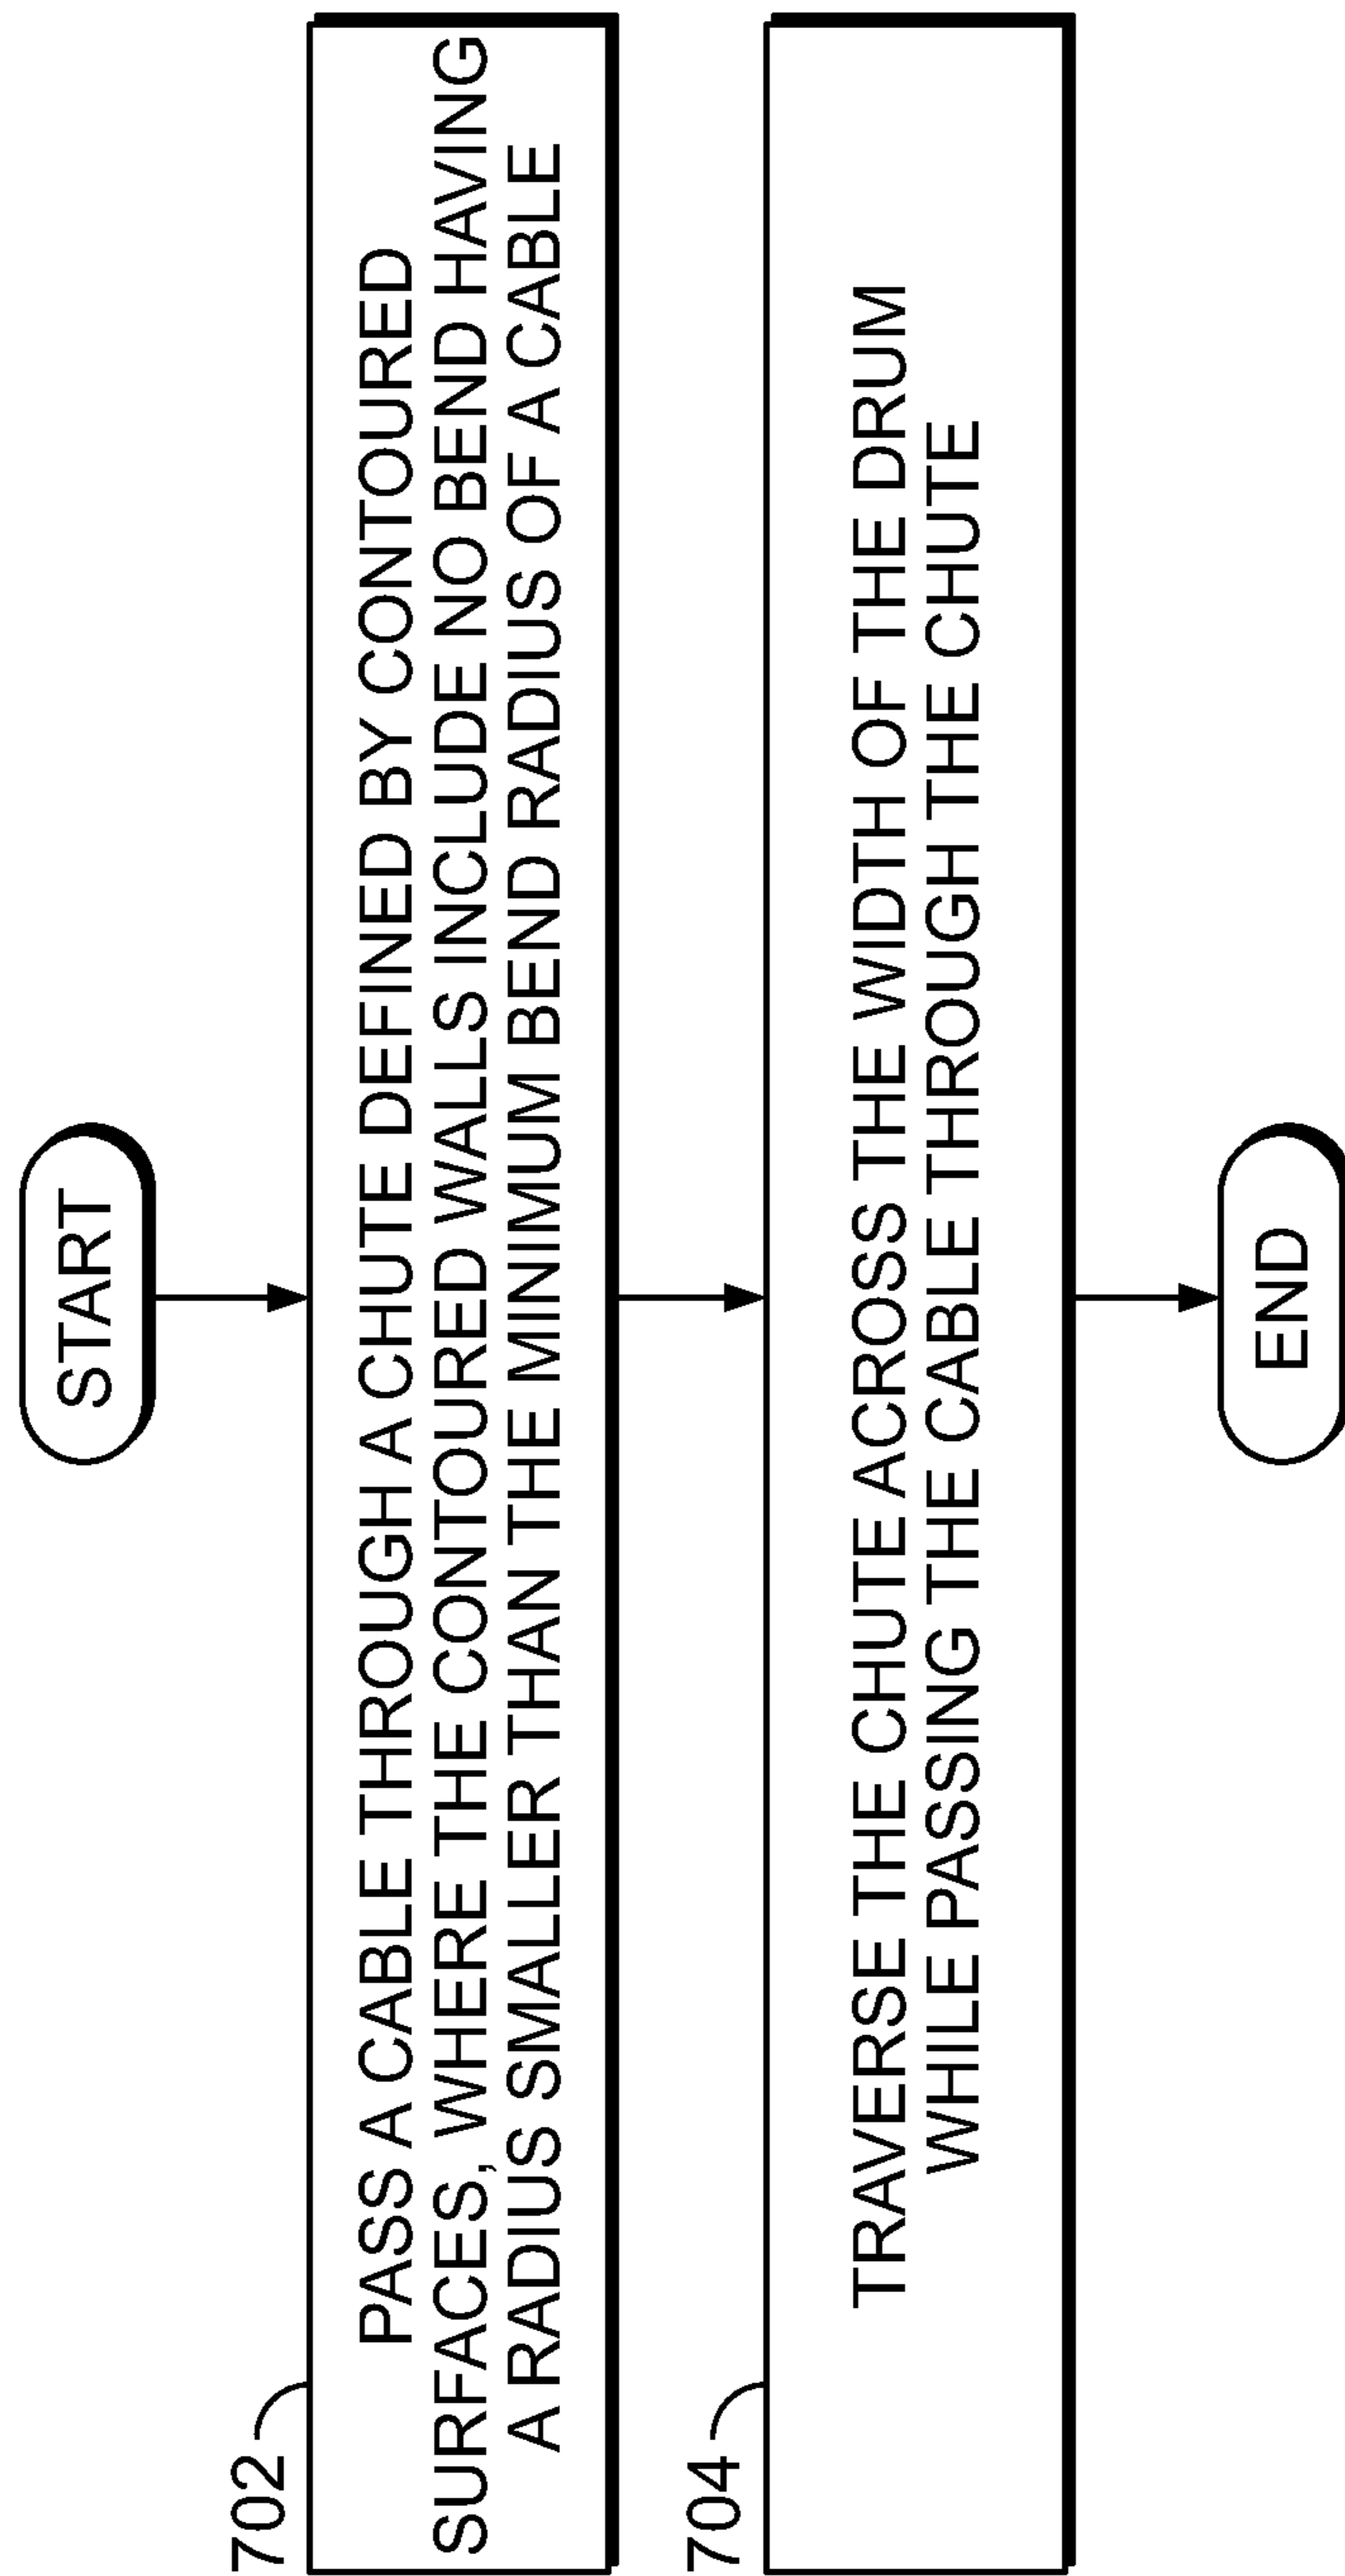 START
702
PASS A CABLE THROUGH A CHUTE DEFINED BY CONTOURED
SURFACES, WHERE THE CONTOURED WALLS INCLUDE NO BEND HAVING
A RADIUS SMALLER THAN THE MINIMUM BEND RADIUS OF A CABLE
704
TRAVERSE THE CHUTE ACROSS THE WIDTH OF THE DRUM
WHILE PASSING THE CABLE THROUGH THE CHUTE
END